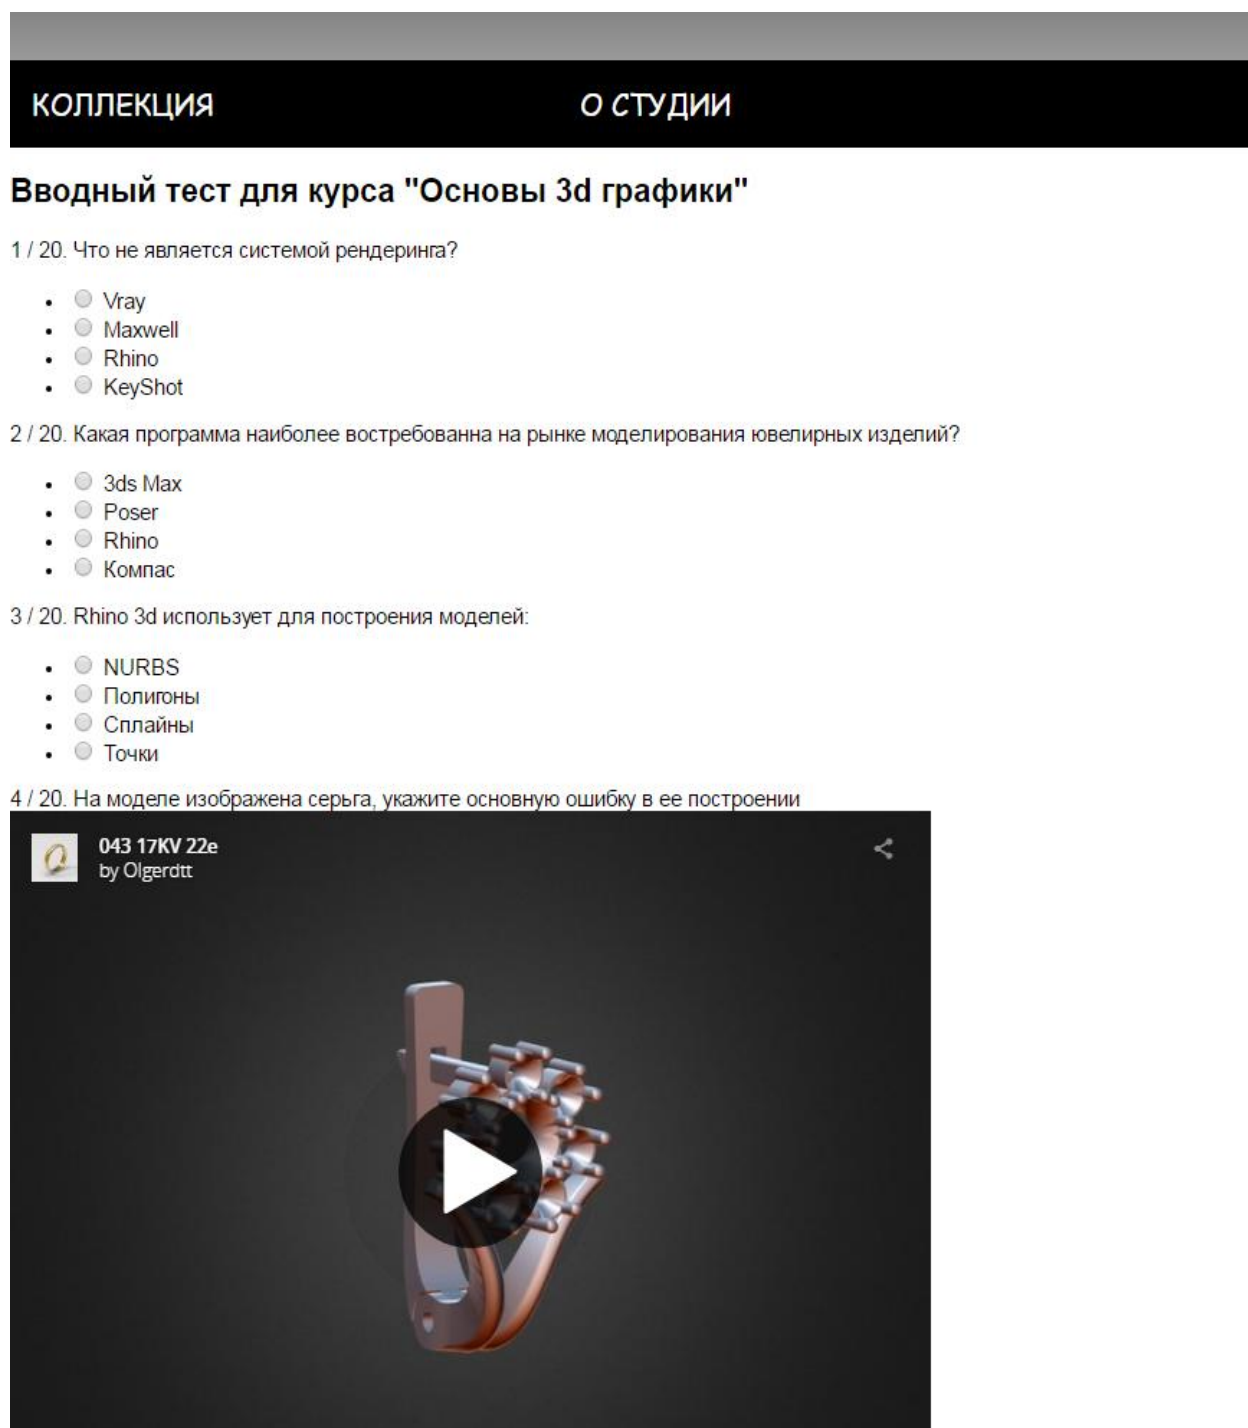 КОЛЛЕКЦИЯ О СТУДИИ
Вводный тест для курса "Основы 3d графики"
1 / 20. Что не является системой рендеринга?
Vray
Maxwell
Rhino
KeyShot
2 / 20. Какая программа наиболее востребованна на рынке моделирования ювелирных изделий?
3ds Max
Poser
Rhino
Компас
3 / 20. Rhino 3d использует для построения моделей:
NURBS
Полигоны
Сплайны
Точки
4 / 20. На моделе изображена серьга, укажите основную ошибку в ее построении
043 17KV 22e
by Olgerdtt